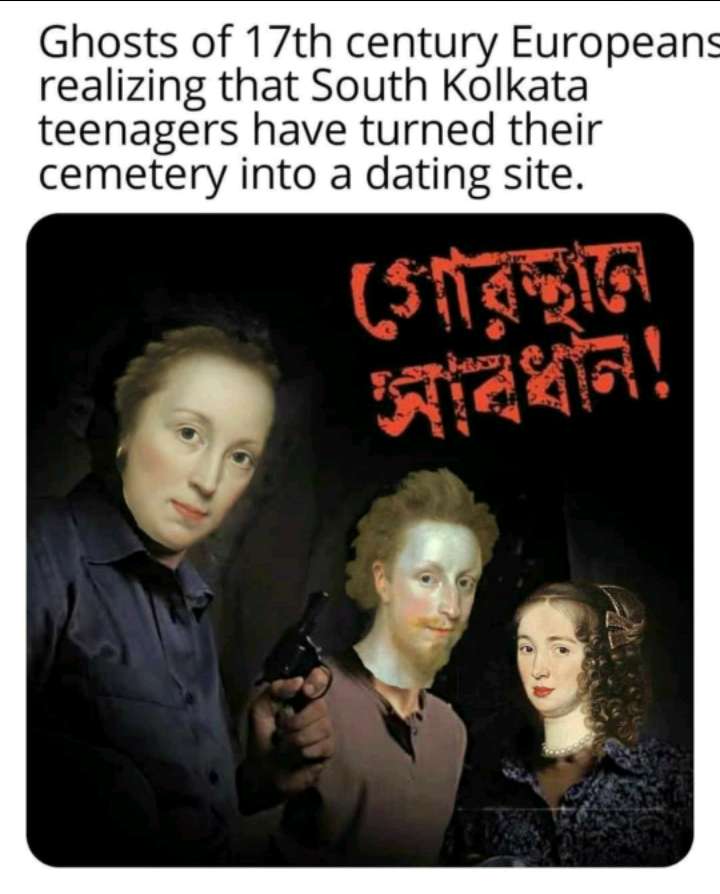 Ghosts of 17th century Europeans
realizing that South Kolkata
teenagers have turned their
cemetery into a dating site.
গোরস্থানে
সাবধান!